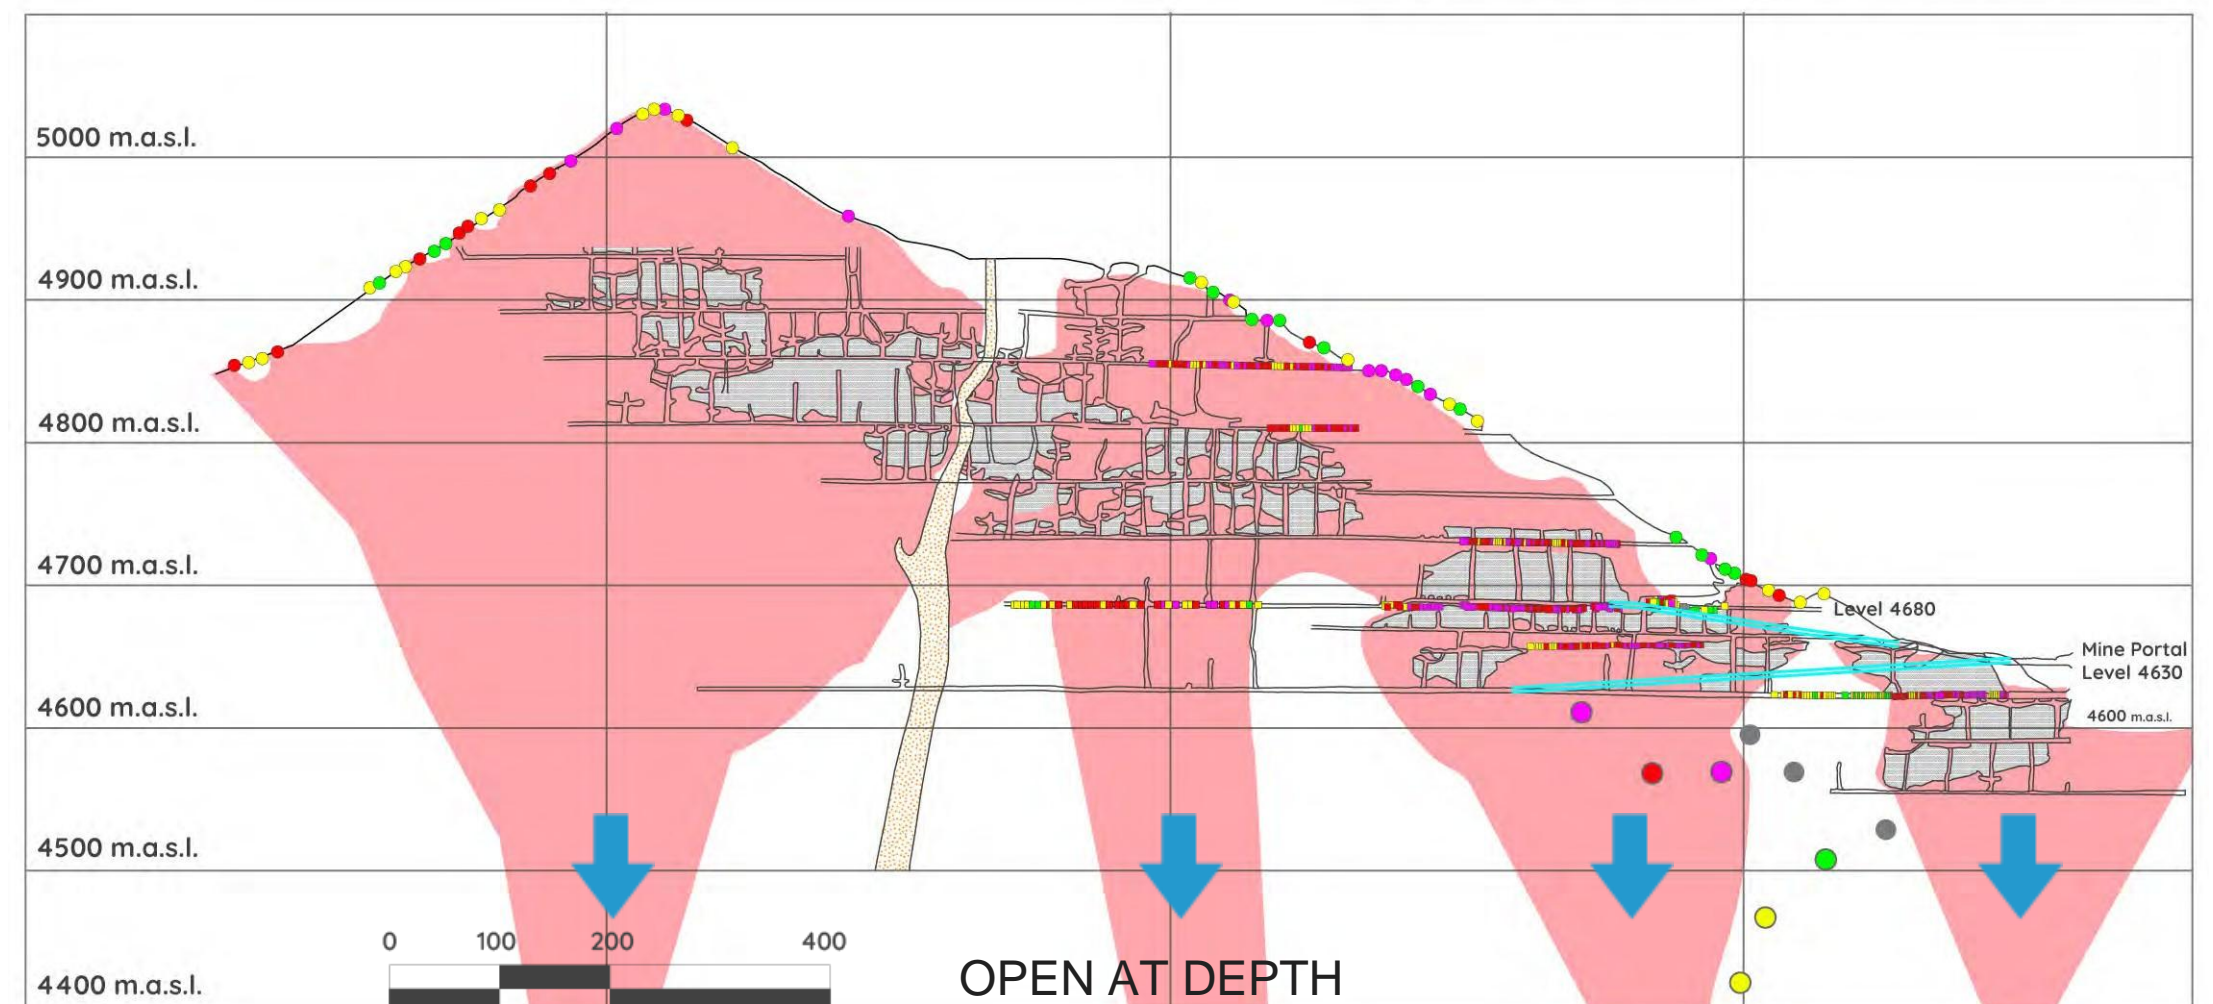 5000 m.a.s.l.
4900 m.a.s.l.
4800 m.a.s.l.
4700 m.a.s.l.
Level 4680
Mine Portal
Level 4630
4600 m.a.s.l.
4600 m.a.s.l.
4500 m.a.s.l.
0 100 200 400
OPEN AT DEPTH
4400 m.a.s.l.